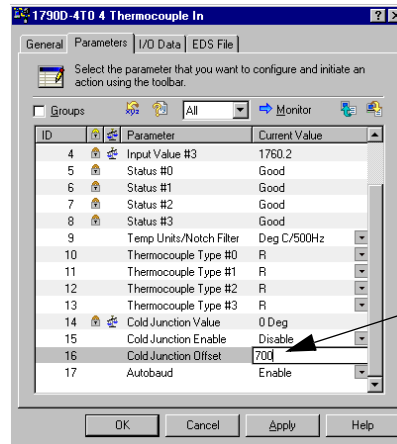 1790D-4T0 4 Thermocouple In
General Parameters I/O Data EDS File
Select the parameter that you want to configure and initiate an
action using the toolbar.
Groups All Monitor
ID Parameter Current Value
4 Input Value #3 1760.2
5 Status #0 Good
6 Status #1 Good
7 Status #2 Good
8 Status #3 Good
9 Temp Units/Notch Filter Deg C/500Hz
10 Thermocouple Type #0 R
11 Thermocouple Type #1 R
12 Thermocouple Type #2 R
13 Thermocouple Type #3 R
14 Cold Junction Value 0 Deg
15 Cold Junction Enable Disable
16 Cold Junction Offset 700
17 Autobaud Enable
OK Cancel Apply Help